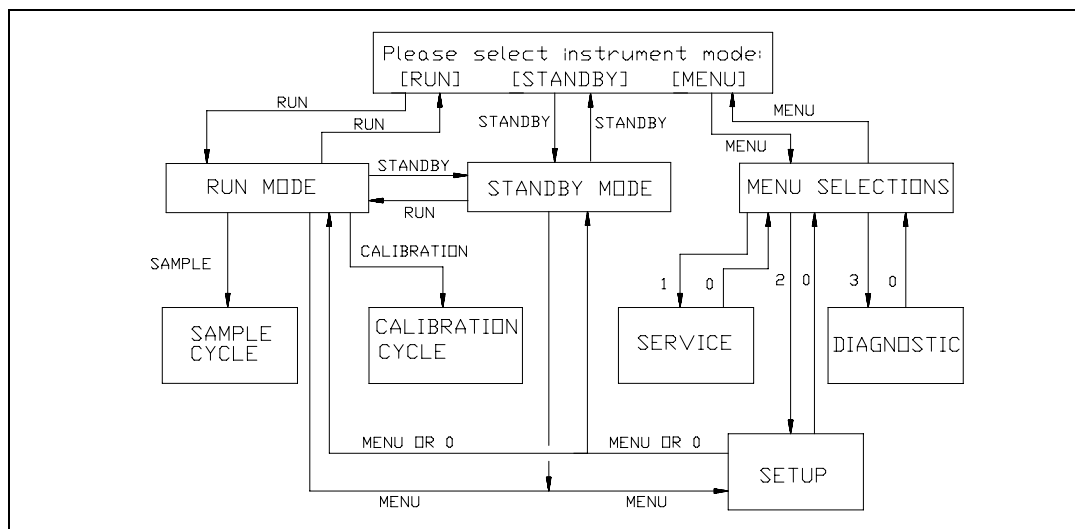 Please select instrument mode:
[RUN] [STANDBY] [MENU]
RUN
RUN
STANDBY
STANDBY
MENU
MENU
RUN MODE
STANDBY
RUN
STANDBY MODE
MENU SELECTIONS
SAMPLE
CALIBRATION
1
0
2
0
3
0
SAMPLE
CYCLE
CALIBRATION
CYCLE
SERVICE
DIAGNOSTIC
MENU OR 0
MENU OR 0
SETUP
MENU
MENU